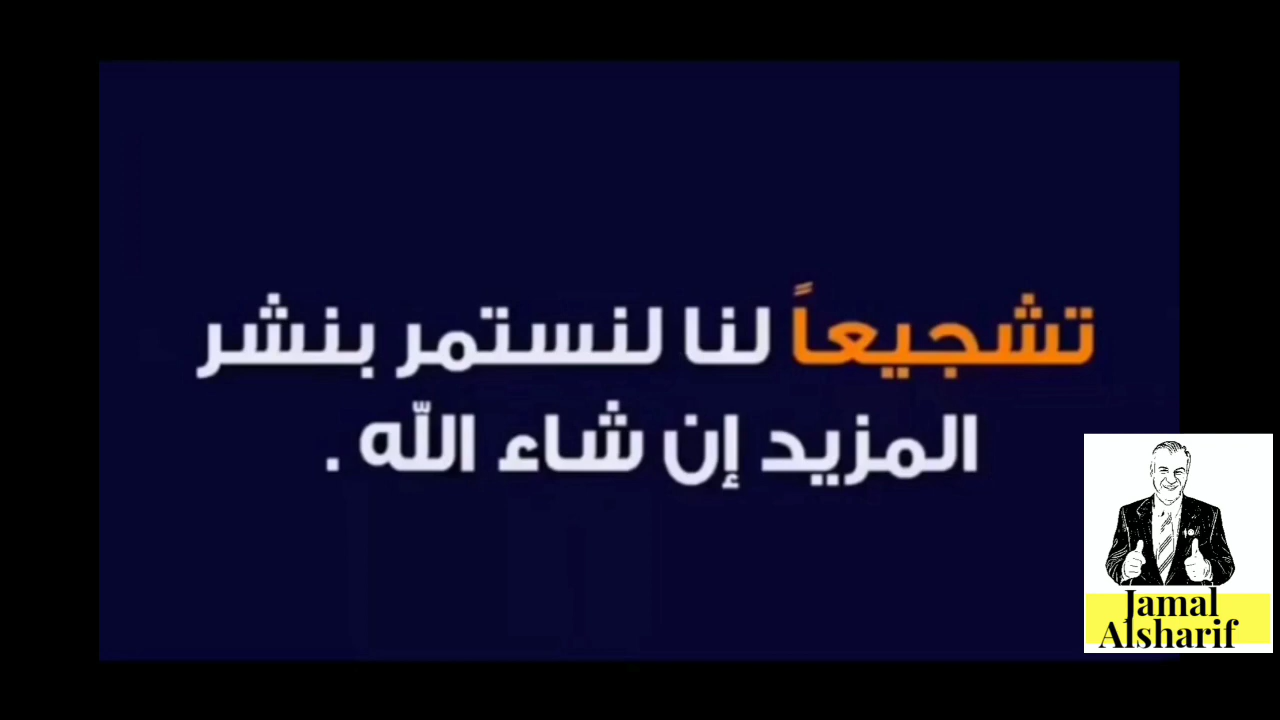 تشجيعاً لنا لنستمر بنشر
المزيد إن شاء الله .
Jamal
Alsharif